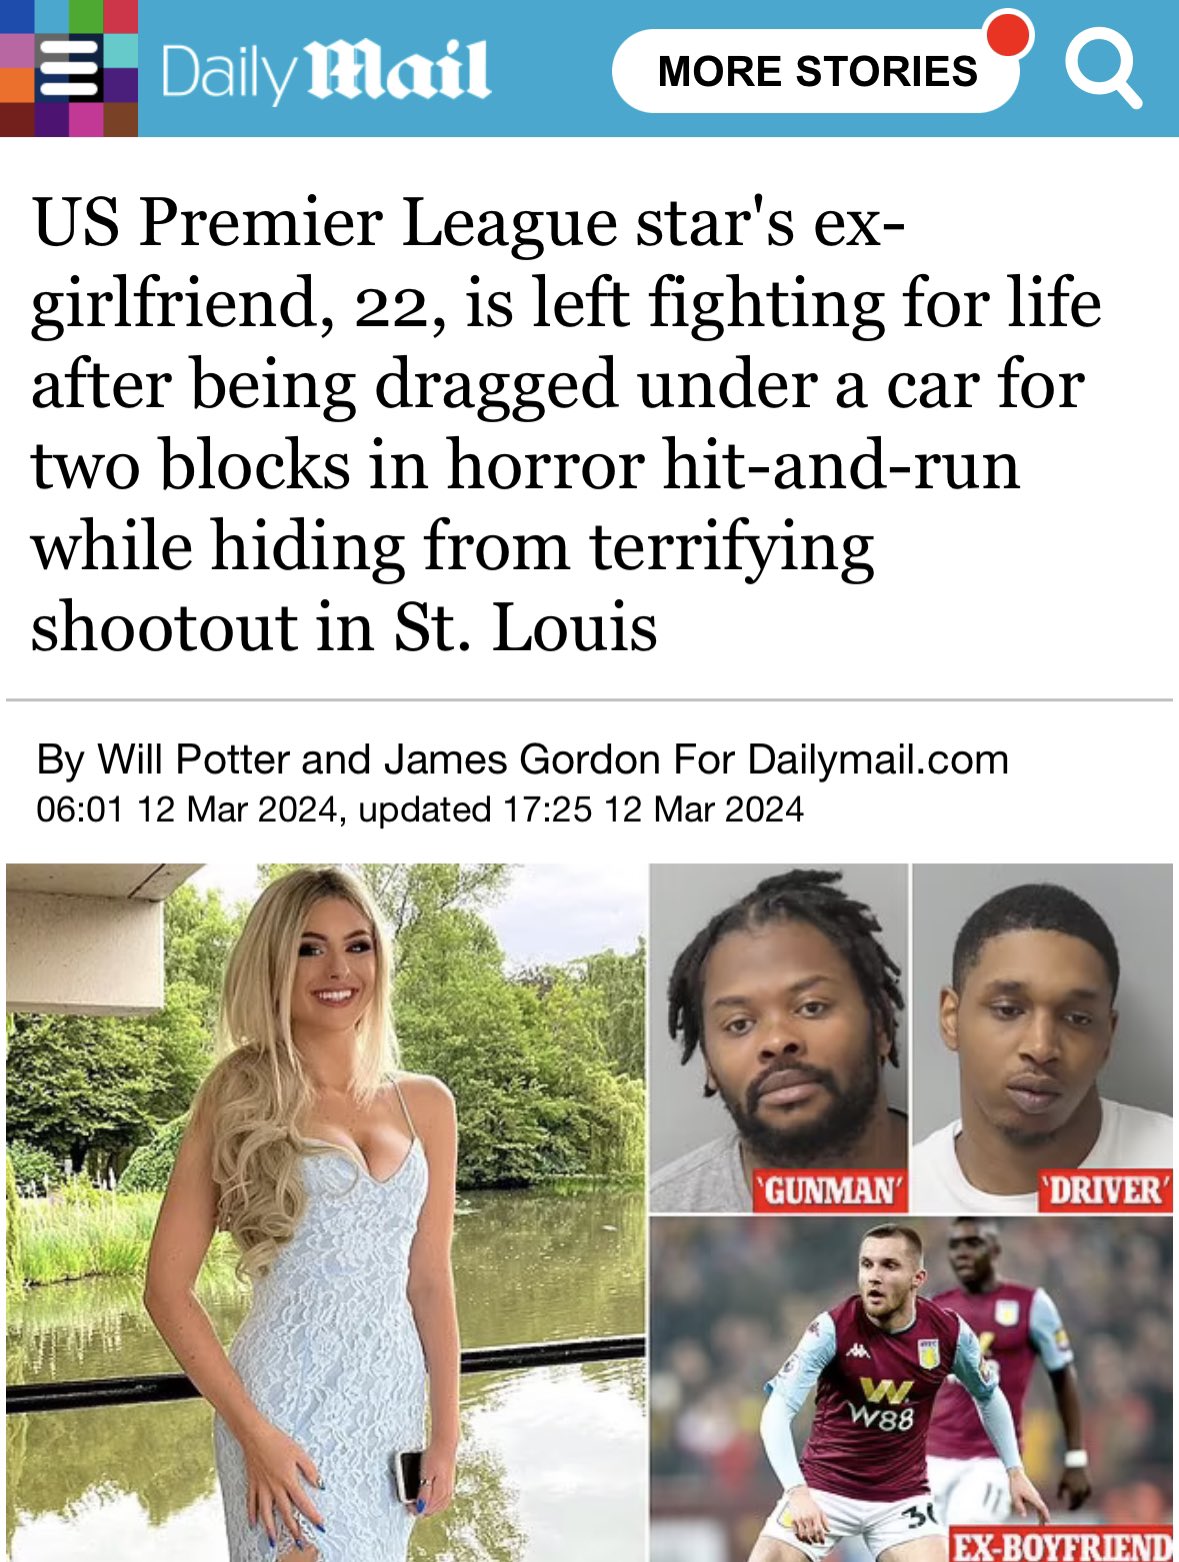 Daily Mail
MORE STORIES
US Premier League star's ex-
girlfriend, 22, is left fighting for life
after being dragged under a car for
two blocks in horror hit-and-run
while hiding from terrifying
shootout in St. Louis
By Will Potter and James Gordon For Dailymail.com
06:01 12 Mar 2024, updated 17:25 12 Mar 2024
'GUNMAN'
'DRIVER'
W
W88
11
EX-BOYFRIEND